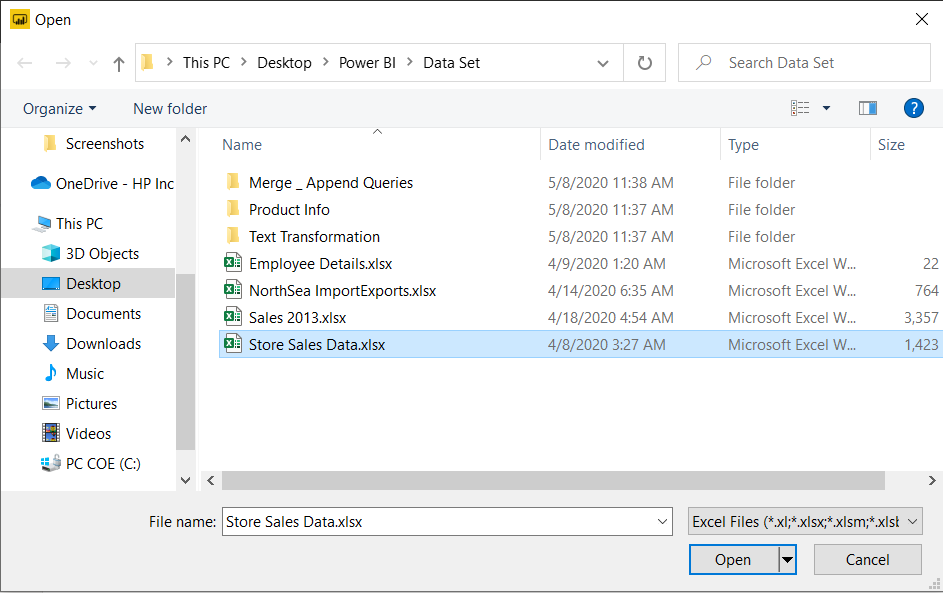 Open
This PC > Desktop > Power BI > Data Set
Search Data Set
Organize
New folder
?
Name Date modified Type Size
Screenshots
OneDrive - HP Inc
This PC
3D Objects
Desktop
Documents
Downloads
Music
Pictures
Videos
PC COE (C:)
Merge _ Append Queries 5/8/2020 11:38 AM File folder
Product Info 5/8/2020 11:37 AM File folder
Text Transformation 5/8/2020 11:37 AM File folder
Employee Details.xlsx 4/9/2020 1:20 AM Microsoft Excel W... 22
NorthSea ImportExports.xlsx 4/14/2020 6:35 AM Microsoft Excel W... 764
Sales 2013.xlsx 4/18/2020 4:54 AM Microsoft Excel W... 3,357
Store Sales Data.xlsx 4/8/2020 3:27 AM Microsoft Excel W... 1,423
File name: Store Sales Data.xlsx
Excel Files (*.xl;*.xlsx;*.xlsm;*.xlsb
Open
Cancel